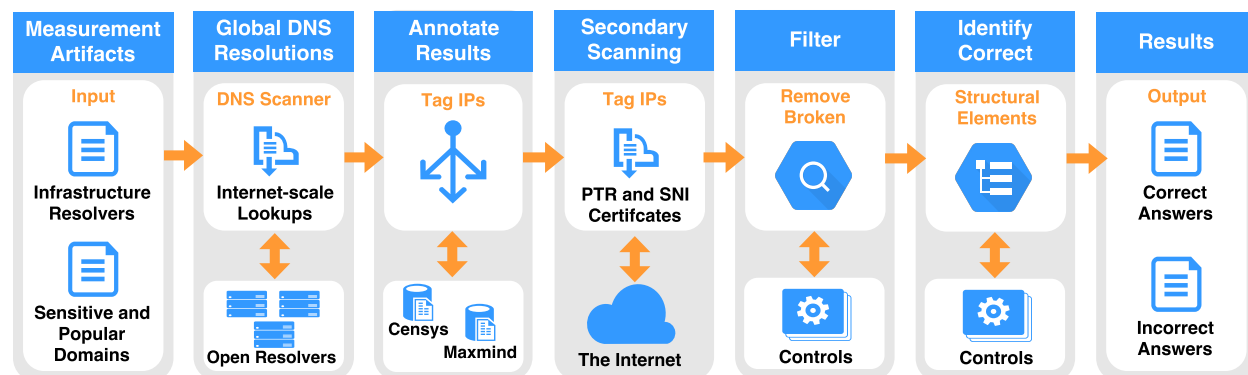 Measurement
Artifacts
Input
Infrastructure
Resolvers
Sensitive and
Popular
Domains
Global DNS
Resolutions
DNS Scanner
Internet-scale
Lookups
Open Resolvers
Annotate
Results
Tag IPs
Censys
Maxmind
Secondary
Scanning
Tag IPs
PTR and SNI
Certifcates
The Internet
Filter
Remove
Broken
Controls
Identify
Correct
Structural
Elements
Controls
Results
Output
Correct
Answers
Incorrect
Answers